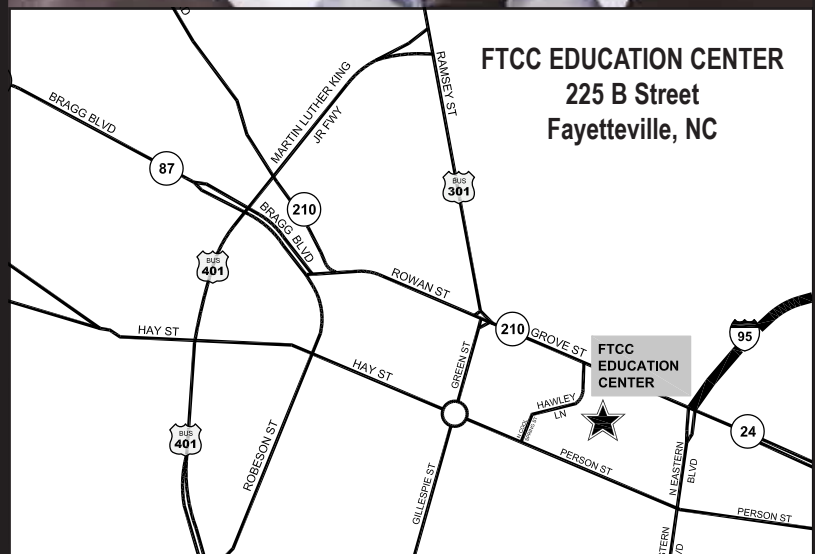 FTCC EDUCATION CENTER
225 B Street
Fayetteville, NC
BRAGG BLVD
MARTIN LUTHER KING
JR FWY
RAMSEY ST
87
BUS
301
210
BRAGG BLVD
BUS
401
ROWAN ST
HAY ST
210
GROVE ST
95
FTCC
EDUCATION
CENTER
HAY ST
GREEN ST
HAWLEY
LN
24
BUS
401
ROBESON ST
GILLESPIE ST
PERSON ST
N EASTERN
BLVD
PERSON ST